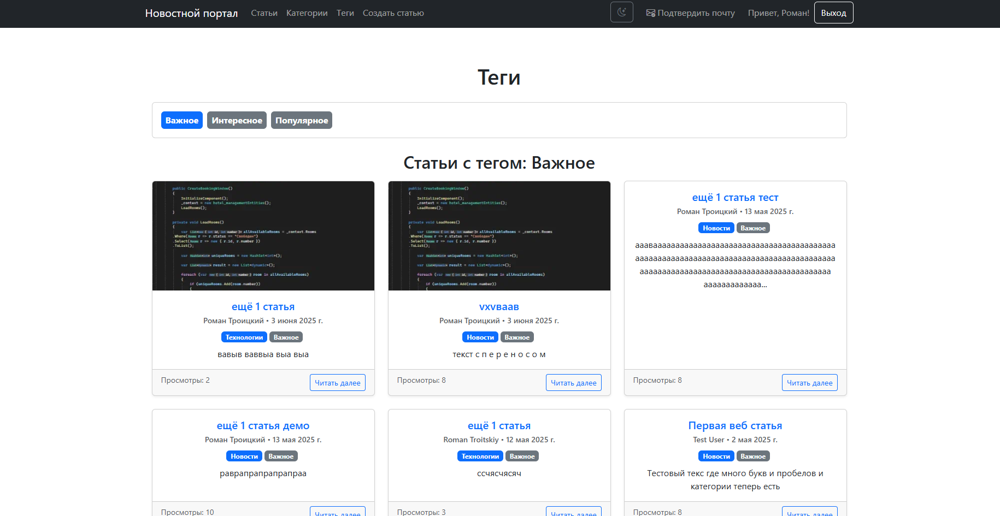 Новостной портал Статьи Категории Теги Создать статью Подтвердить почту Привет, Роман! Выход
Теги
Важное Интересное Популярное
Статьи с тегом: Важное
public CreateBookingWindow()
{
InitializeComponent();
_context = new hotel_managementEntities();
LoadRooms();
}
private void LoadRooms()
{
var List<new { int id, int number }> allAvailableRooms = _context.Rooms
.Where(Rooms r => r.status == "Свободен")
.Select(Rooms r => new { r.id, r.number })
.ToList();
var HashSet<int> uniqueRooms = new HashSet<int>();
var List<dynamic> result = new List<dynamic>();
foreach (var new { int id, int number } room in allAvailableRooms)
{
if (uniqueRooms.Add(room.number))
{
ещё 1 статья
Роман Троицкий • 3 июня 2025 г.
Технологии Важное
вавыв ваввыа выа выа
Просмотры: 2 Читать далее
public CreateBookingWindow()
{
InitializeComponent();
_context = new hotel_managementEntities();
LoadRooms();
}
private void LoadRooms()
{
var List<new { int id, int number }> allAvailableRooms = _context.Rooms
.Where(Rooms r => r.status == "Свободен")
.Select(Rooms r => new { r.id, r.number })
.ToList();
var HashSet<int> uniqueRooms = new HashSet<int>();
var List<dynamic> result = new List<dynamic>();
foreach (var new { int id, int number } room in allAvailableRooms)
{
if (uniqueRooms.Add(room.number))
{
vxvваав
Роман Троицкий • 3 июня 2025 г.
Новости Важное
текст с п е р е н о с о м
Просмотры: 8 Читать далее
ещё 1 статья тест
Роман Троицкий • 13 мая 2025 г.
Новости Важное
ааавааааааааааааааааааааааааааааааааааааааааа
ааааааааааааааааааааааааааааааааааааааааааааа
ааааааааааааааааааааааааааааааааааааааааааа
ааааааааааааа...
Просмотры: 8 Читать далее
ещё 1 статья демо
Роман Троицкий • 13 мая 2025 г.
Новости Важное
раврапрапрапрапраа
Просмотры: 10 Читать далее
ещё 1 статья
Roman Troitskiy • 12 мая 2025 г.
Технологии Важное
ссчясчясяч
Просмотры: 3 Читать далее
Первая веб статья
Test User • 2 мая 2025 г.
Новости Важное
Тестовый текс где много букв и пробелов и
категории теперь есть
Просмотры: 8 Читать далее